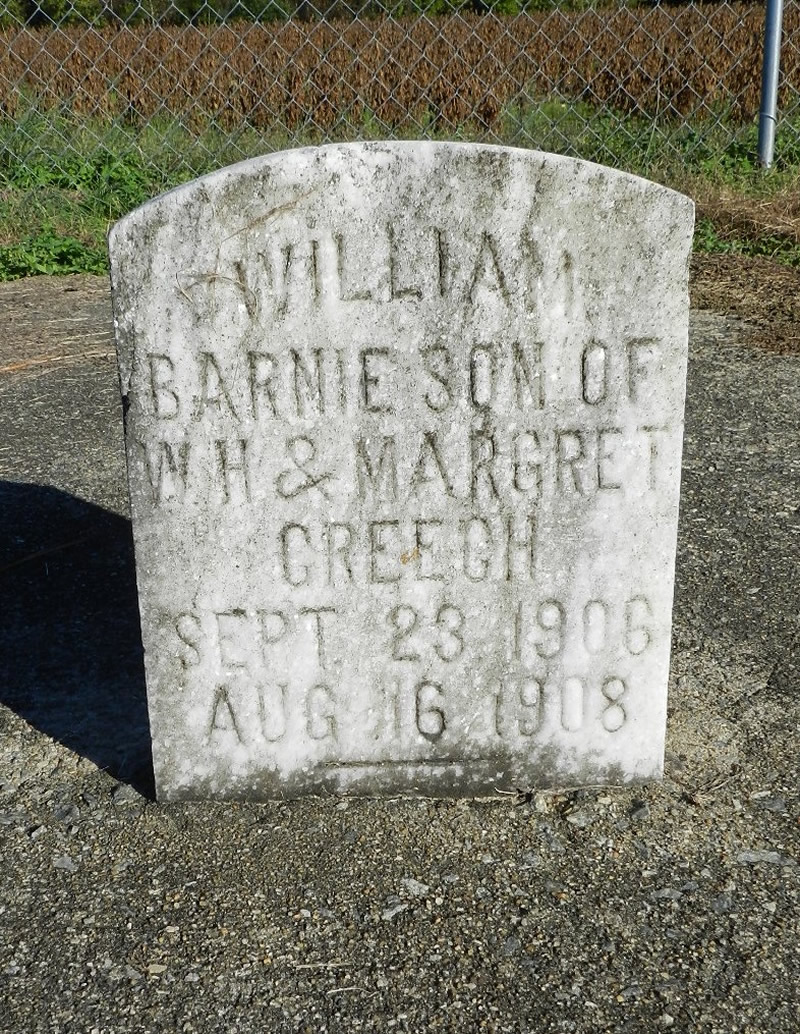 WILLIAM
BARNIE SON OF
W H & MARGRET
CREECH
SEPT 23 1906
AUG 16 1908